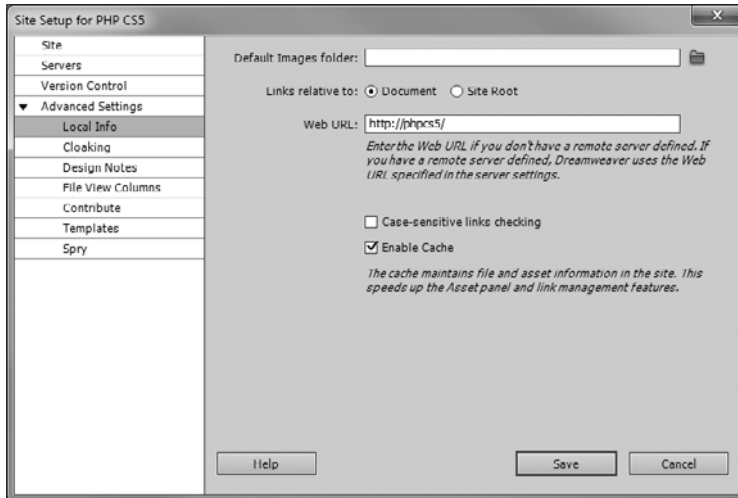 Site Setup for PHP CS5
Site
Servers
Version Control
Advanced Settings
Local Info
Cloaking
Design Notes
File View Columns
Contribute
Templates
Spry
Default Images folder:
Links relative to: Document Site Root
Web URL: http://phpcs5/
Enter the Web URL if you don't have a remote server defined. If
you have a remote server defined, Dreamweaver uses the Web
URL specified in the server settings.
Case-sensitive links checking
Enable Cache
The cache maintains file and asset information in the site. This
speeds up the Asset panel and link management features.
Help Save Cancel